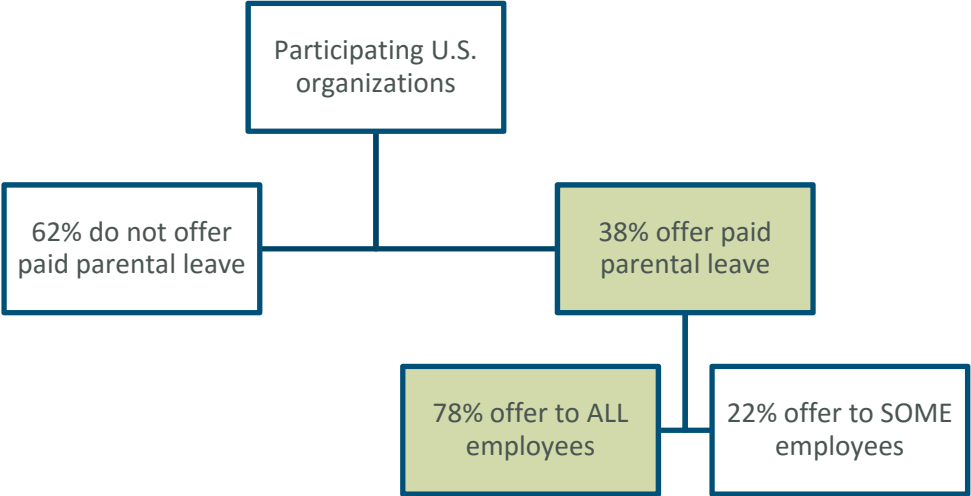 Participating U.S.
organizations
62% do not offer
paid parental leave
38% offer paid
parental leave
78% offer to ALL
employees
22% offer to SOME
employees